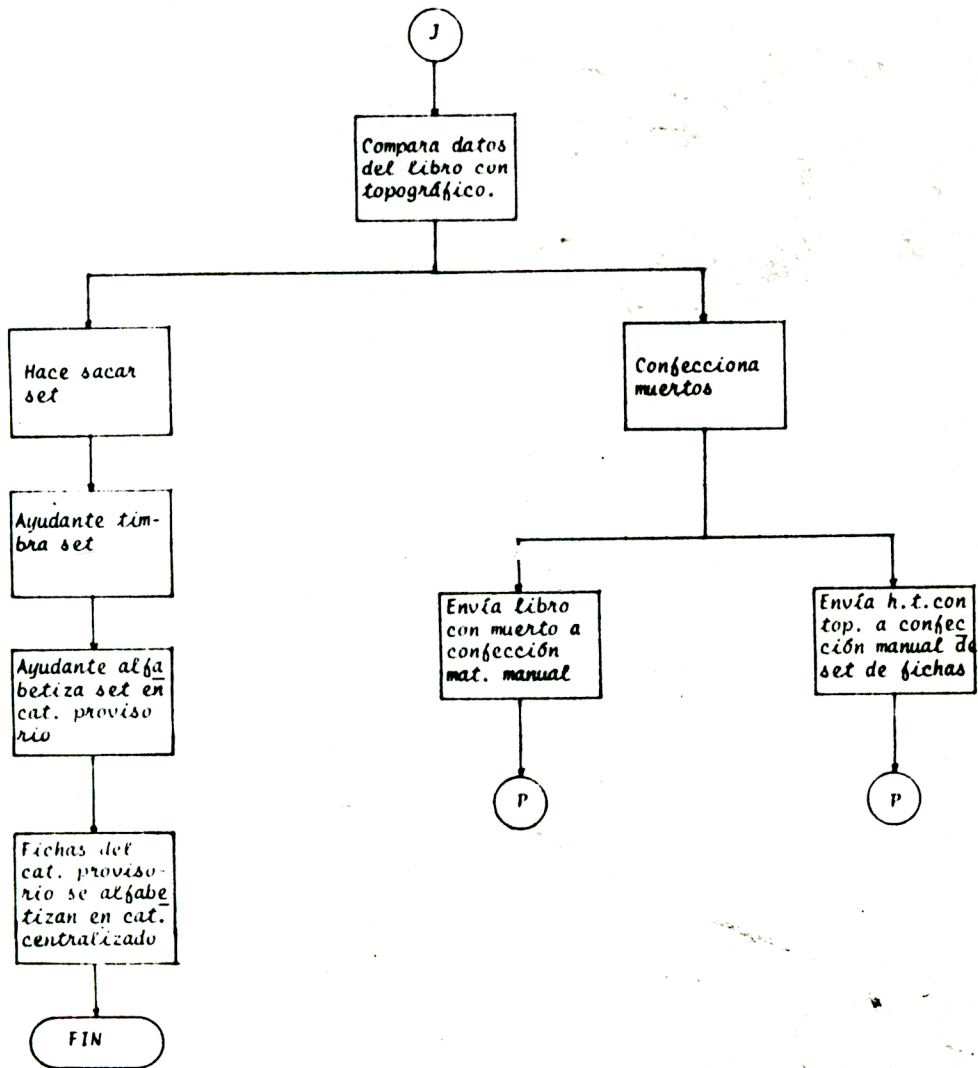 J
Compara datos
del libro con
topográfico.
Hace sacar
set
Confecciona
muertos
Ayudante tim-
bra set
Envía libro
con muerto a
confección
mat. manual
Envía h.t.con
top. a confec
ción manual de
set de fichas
Ayudante alfa
betiza set en
cat. proviso
rio
P
P
Fichas del
cat. proviso-
rio se alfabe
tizan en cat.
centralizado
FIN